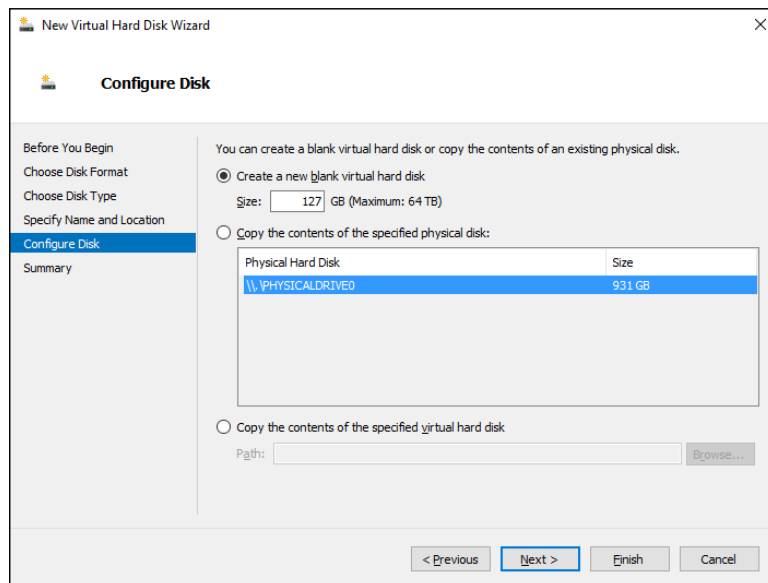 New Virtual Hard Disk Wizard
Configure Disk
Before You Begin
Choose Disk Format
Choose Disk Type
Specify Name and Location
Configure Disk
Summary
You can create a blank virtual hard disk or copy the contents of an existing physical disk.
Create a new blank virtual hard disk
Size: 127 GB (Maximum: 64 TB)
Copy the contents of the specified physical disk:
Physical Hard Disk Size
\\.\PHYSICALDRIVE0 931 GB
Copy the contents of the specified virtual hard disk
Path: Browse...
< Previous Next > Finish Cancel